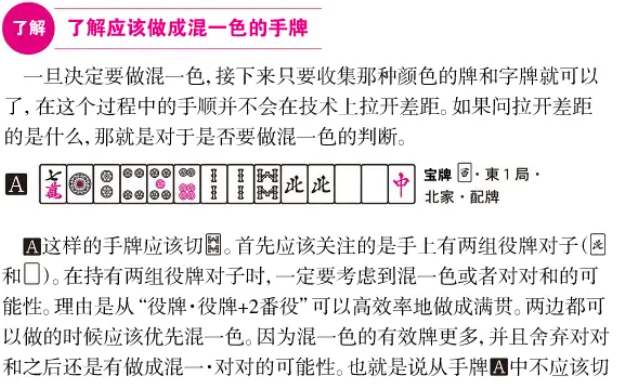 了解 了解应该做成混一色的手牌
一旦决定要做混一色，接下来只要收集那种颜色的牌和字牌就可以
了，在这个过程中的手顺并不会在技术上拉开差距。如果问拉开差距
的是什么，那就是对于是否要做混一色的判断。
A 七萬 北 北 中 宝牌・東1局・
北家・配牌
A这样的手牌应该切。首先应该关注的是手上有两组役牌对子（北
和）。在持有两组役牌对子时，一定要考虑到混一色或者对对和的可
能性。理由是从“役牌・役牌+2番役”可以高效率地做成满贯。两边都可
以做的时候应该优先混一色。因为混一色的有效牌更多，并且舍弃对对
和之后还是有做成混一・对对的可能性。也就是说从手牌A中不应该切